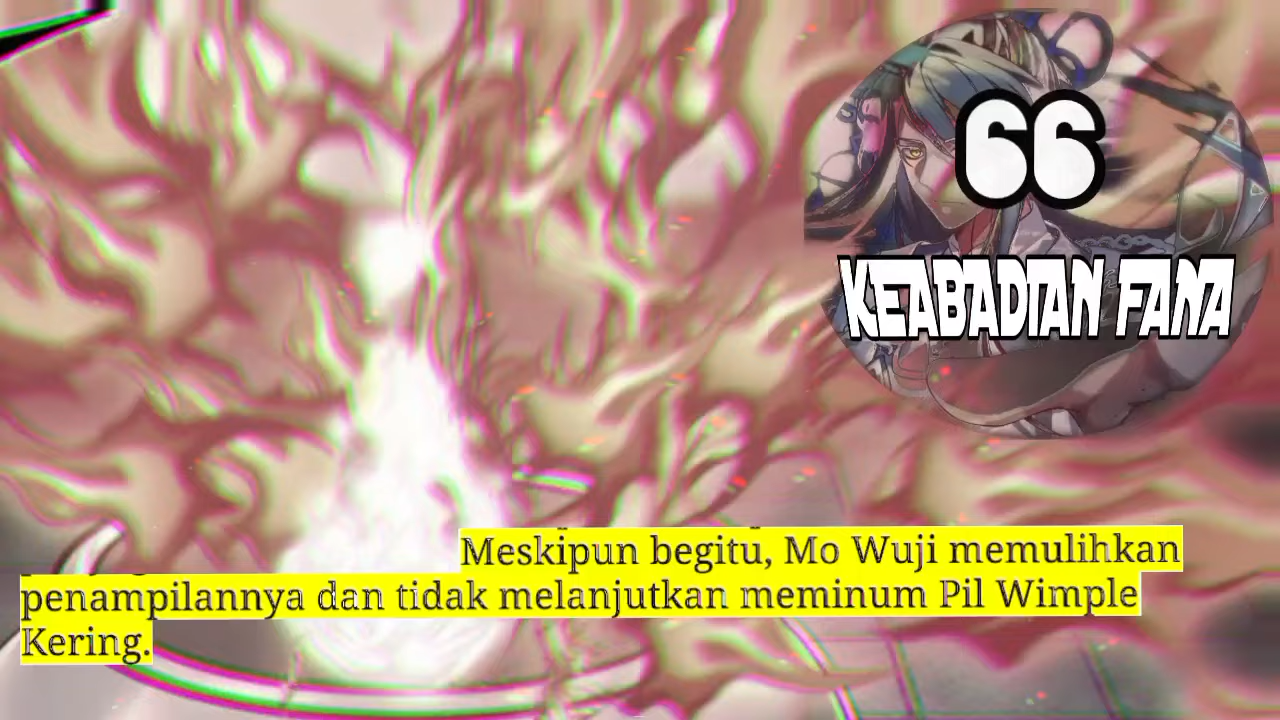 66
KEABADIAN FANA
Meskipun begitu, Mo Wuji memulihkan
penampilannya dan tidak melanjutkan meminum Pil Wimple
Kering.